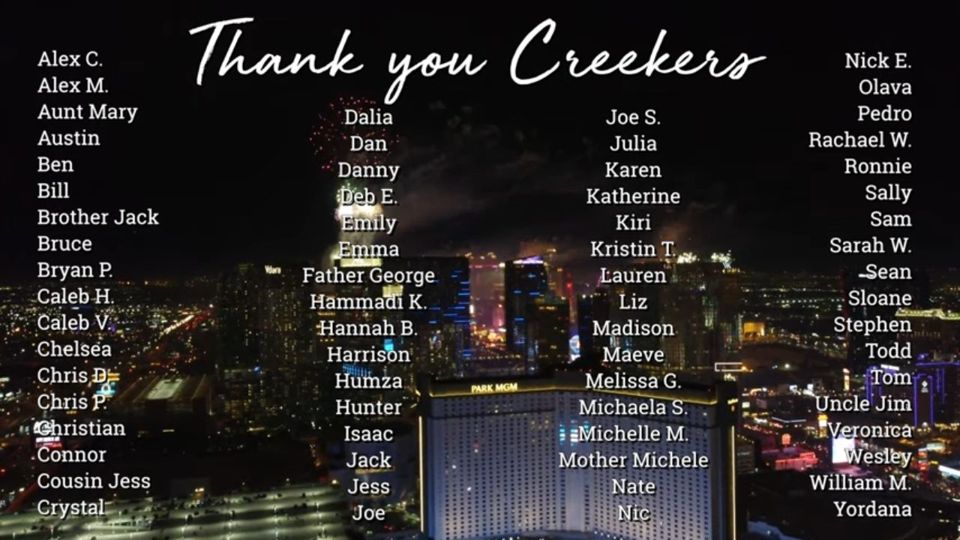 Thank you Creekers
Alex C.
Alex M.
Aunt Mary
Austin
Ben
Bill
Brother Jack
Bruce
Bryan P.
Caleb H.
Caleb V.
Chelsea
Chris D.
Chris P.
Christian
Connor
Cousin Jess
Crystal
Dalia
Dan
Danny
Deb E.
Emily
Emma
Father George
Hammadi K.
Hannah B.
Harrison
Humza
Hunter
Isaac
Jack
Jess
Joe
Joe S.
Julia
Karen
Katherine
Kiri
Kristin T.
Lauren
Liz
Madison
Maeve
Melissa G.
Michaela S.
Michelle M.
Mother Michele
Nate
Nic
Nick E.
Olava
Pedro
Rachael W.
Ronnie
Sally
Sam
Sarah W.
Sean
Sloane
Stephen
Todd
Tom
Uncle Jim
Veronica
Wesley
William M.
Yordana
Vdara
PARK MGM